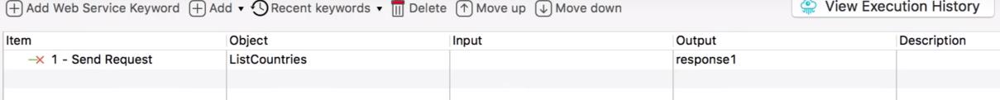 Add Web Service Keyword Add Recent keywords Delete Move up Move down View Execution History
Item Object Input Output Description
1 - Send Request ListCountries response1